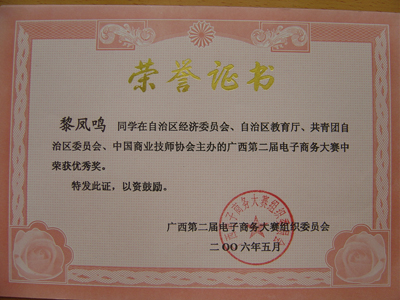 荣誉证书
黎凤鸣 同学在自治区经济委员会、自治区教育厅、共青团自
治区委员会、中国商业技师协会主办的广西第二届电子商务大赛中
荣获优秀奖。
特发此证，以资鼓励。
广西第二届电子商务大赛组织委员会
二〇〇六年五月